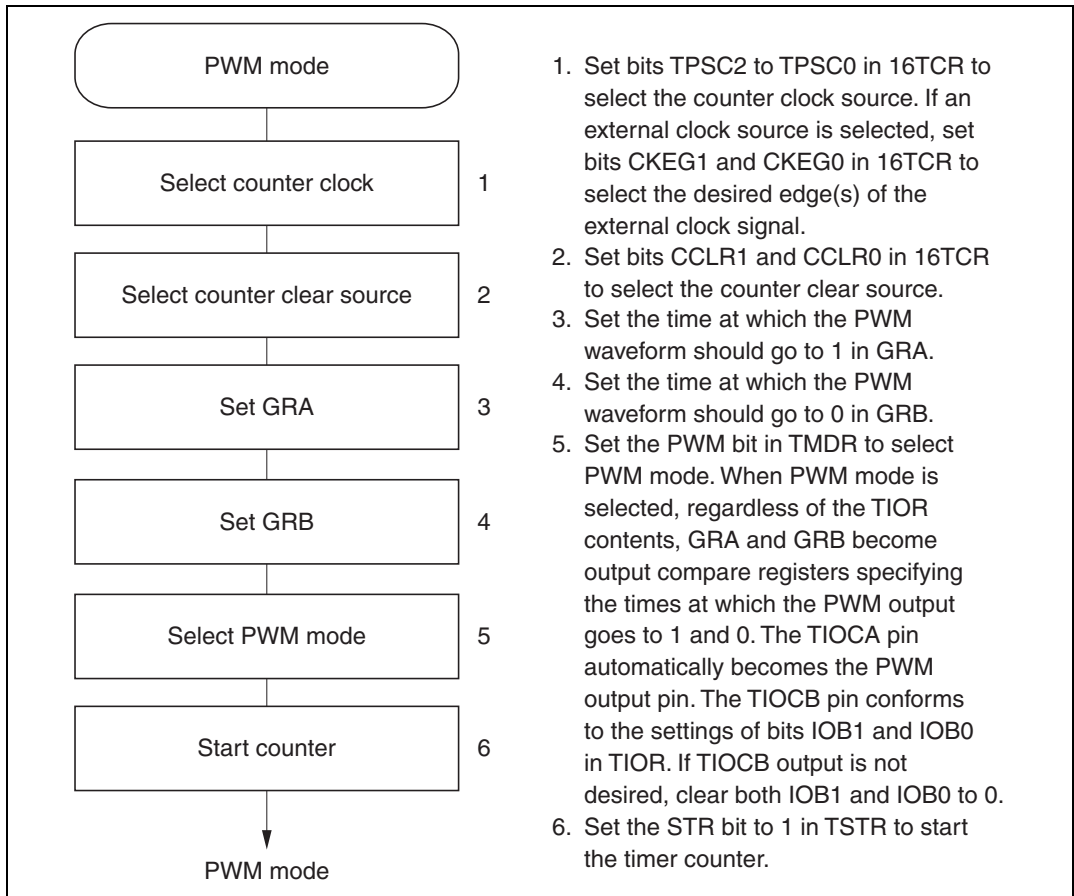 PWM mode
Select counter clock
1
Select counter clear source
2
Set GRA
3
Set GRB
4
Select PWM mode
5
Start counter
6
PWM mode
1. Set bits TPSC2 to TPSC0 in 16TCR to
select the counter clock source. If an
external clock source is selected, set
bits CKEG1 and CKEG0 in 16TCR to
select the desired edge(s) of the
external clock signal.
2. Set bits CCLR1 and CCLR0 in 16TCR
to select the counter clear source.
3. Set the time at which the PWM
waveform should go to 1 in GRA.
4. Set the time at which the PWM
waveform should go to 0 in GRB.
5. Set the PWM bit in TMDR to select
PWM mode. When PWM mode is
selected, regardless of the TIOR
contents, GRA and GRB become
output compare registers specifying
the times at which the PWM output
goes to 1 and 0. The TIOCA pin
automatically becomes the PWM
output pin. The TIOCB pin conforms
to the settings of bits IOB1 and IOB0
in TIOR. If TIOCB output is not
desired, clear both IOB1 and IOB0 to 0.
6. Set the STR bit to 1 in TSTR to start
the timer counter.